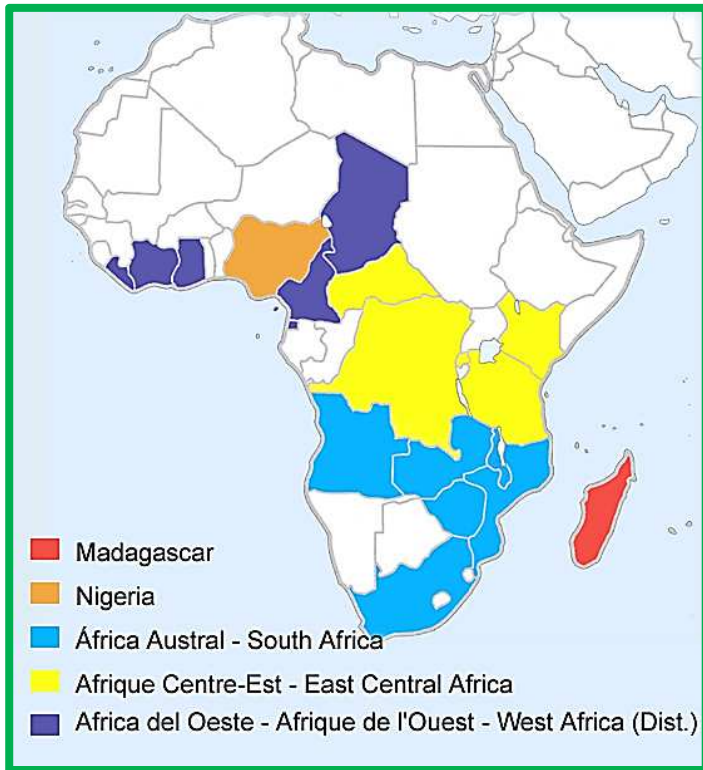 Madagascar
Nigeria
África Austral - South Africa
Afrique Centre-Est - East Central Africa
Africa del Oeste - Afrique de l'Ouest - West Africa (Dist.)